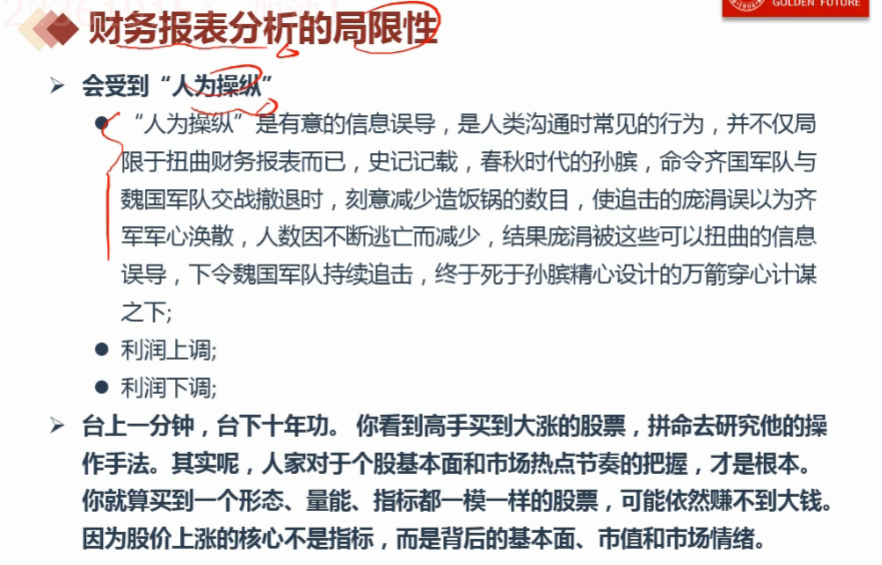 GOLDEN FUTURE
财务报表分析的局限性
会受到“人为操纵”
“人为操纵”是有意的信息误导，是人类沟通时常见的行为，并不仅局
限于扭曲财务报表而已，史记记载，春秋时代的孙膑，命令齐国军队与
魏国军队交战撤退时，刻意减少造饭锅的数目，使追击的庞涓误以为齐
军军心涣散，人数因不断逃亡而减少，结果庞涓被这些可以扭曲的信息
误导，下令魏国军队持续追击，终于死于孙膑精心设计的万箭穿心计谋
之下;
利润上调;
利润下调;
台上一分钟，台下十年功。 你看到高手买到大涨的股票，拼命去研究他的操
作手法。其实呢，人家对于个股基本面和市场热点节奏的把握，才是根本。
你就算买到一个形态、量能、指标都一模一样的股票，可能依然赚不到大钱。
因为股价上涨的核心不是指标，而是背后的基本面、市值和市场情绪。